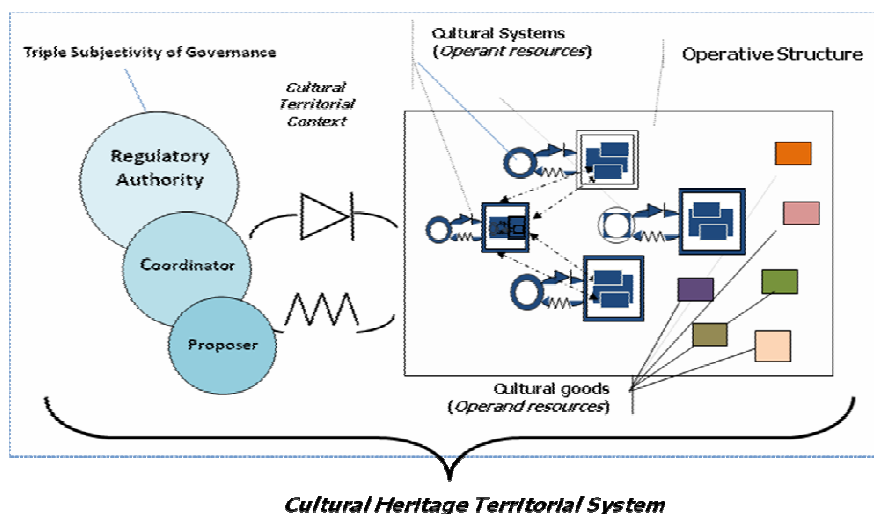 Cultural Systems
(Operant resources)
Operative Structure
Triple Subjectivity of Governance
Cultural
Territorial
Context
Regulatory
Authority
Coordinator
Proposer
Cultural goods
(Operand resources)
Cultural Heritage Territorial System